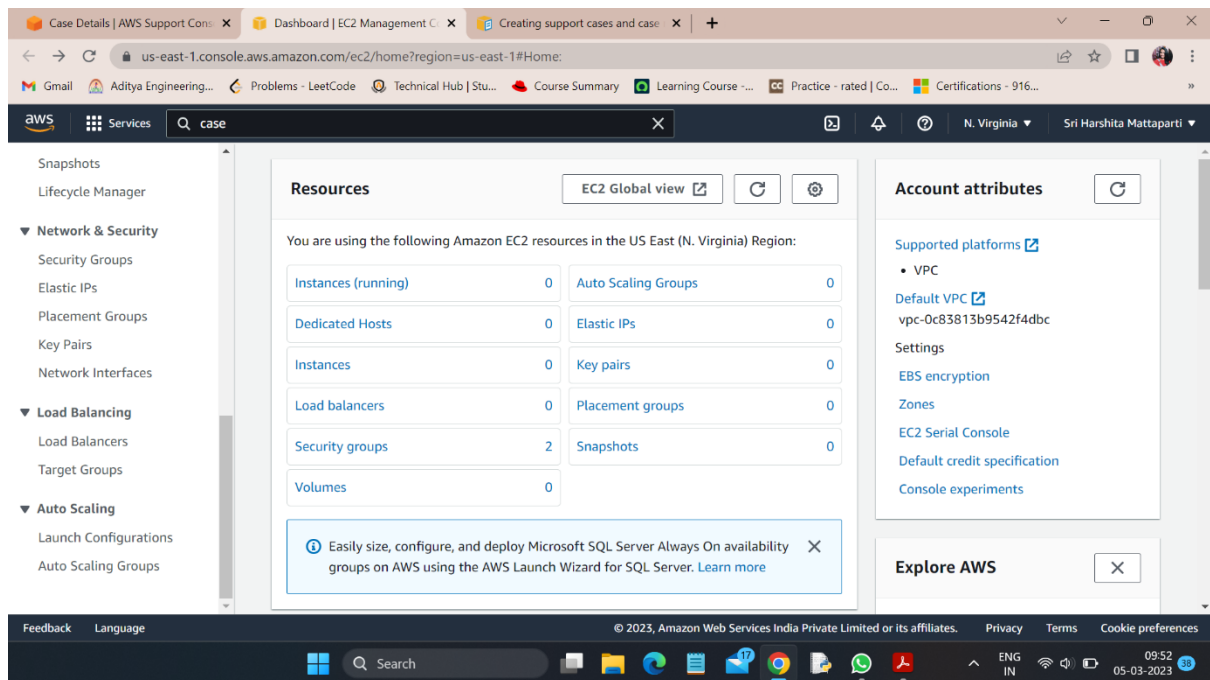 Case Details | AWS Support Cons
Dashboard | EC2 Management C
Creating support cases and case
us-east-1.console.aws.amazon.com/ec2/home?region=us-east-1#Home:
Gmail
Aditya Engineering...
Problems - LeetCode
Technical Hub | Stu...
Course Summary
Learning Course -...
CC
Practice - rated | Co...
Certifications - 916...
»
aws
Services
case
N. Virginia
Sri Harshita Mattaparti
Snapshots
Lifecycle Manager
Network & Security
Security Groups
Elastic IPs
Placement Groups
Key Pairs
Network Interfaces
Load Balancing
Load Balancers
Target Groups
Auto Scaling
Launch Configurations
Auto Scaling Groups
Resources
EC2 Global view
You are using the following Amazon EC2 resources in the US East (N. Virginia) Region:
Instances (running) 0
Auto Scaling Groups 0
Dedicated Hosts 0
Elastic IPs 0
Instances 0
Key pairs 0
Load balancers 0
Placement groups 0
Security groups 2
Snapshots 0
Volumes 0
Easily size, configure, and deploy Microsoft SQL Server Always On availability
groups on AWS using the AWS Launch Wizard for SQL Server. Learn more
Account attributes
Supported platforms
• VPC
Default VPC
vpc-0c83813b9542f4dbc
Settings
EBS encryption
Zones
EC2 Serial Console
Default credit specification
Console experiments
Explore AWS
Feedback
Language
© 2023, Amazon Web Services India Private Limited or its affiliates.
Privacy
Terms
Cookie preferences
Search
17
ENG
IN
09:52
05-03-2023
38